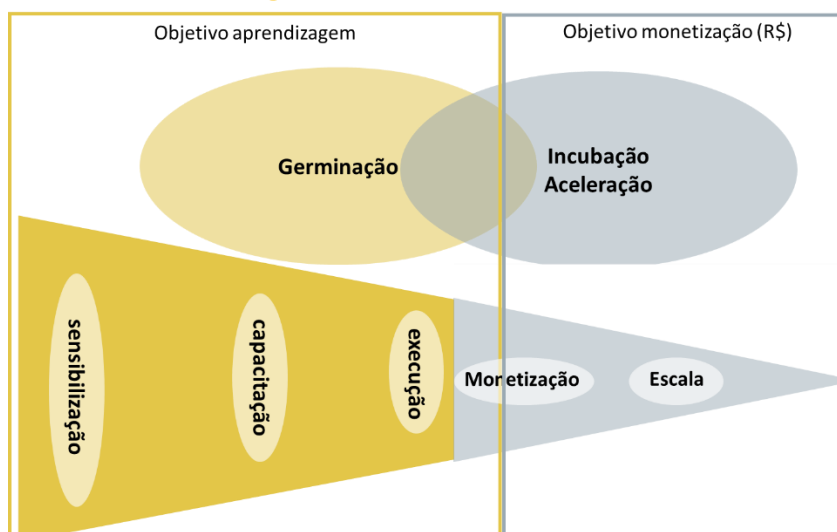 Objetivo aprendizagem
Objetivo monetização (R$)
Germinação
Incubação
Aceleração
sensibilização
capacitação
execução
Monetização
Escala